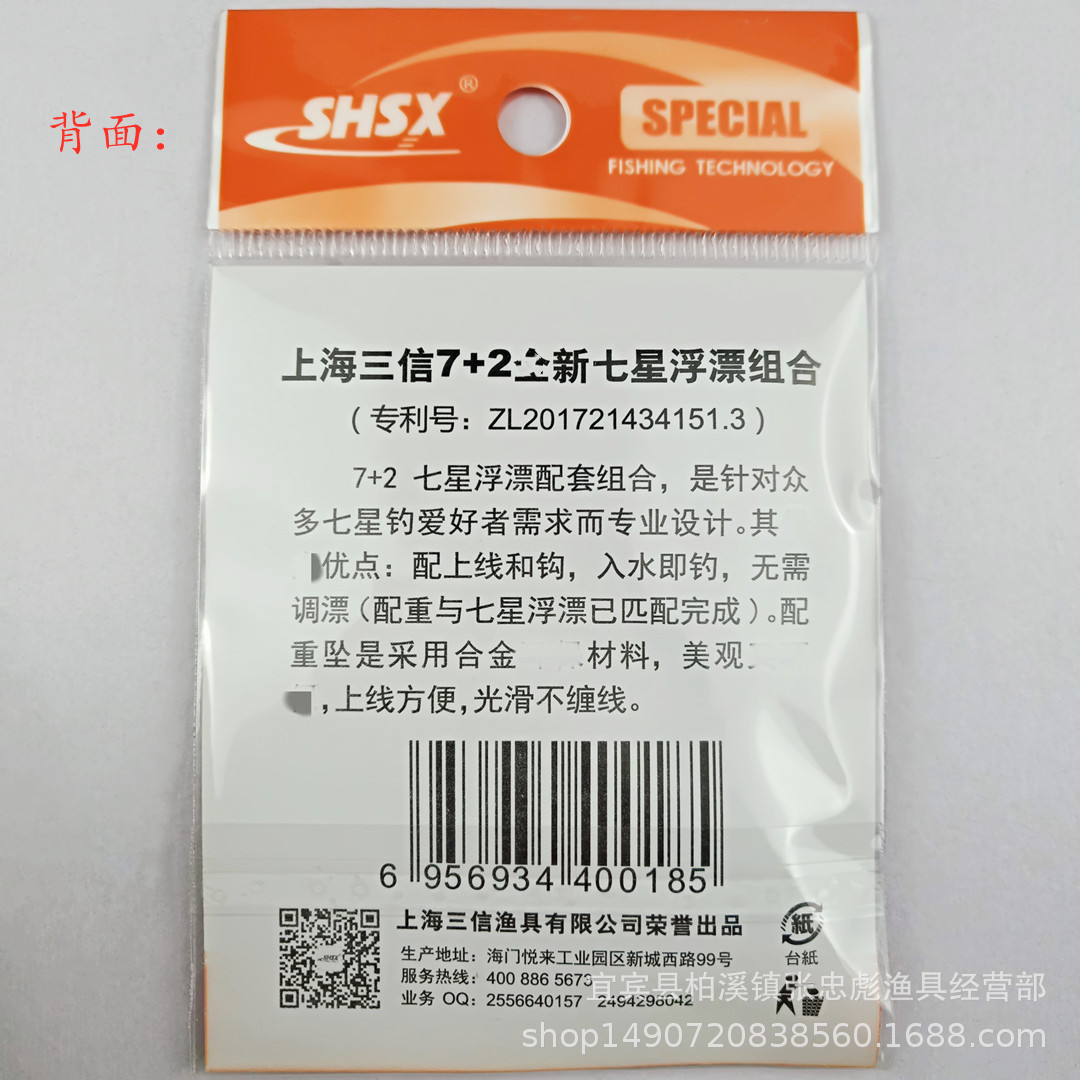 背面：
SHSX®
SPECIAL
FISHING TECHNOLOGY
上海三信7+2全新七星浮漂组合
（专利号：ZL201721434151.3）
7+2 七星浮漂配套组合，是针对众
多七星钓爱好者需求而专业设计。其
优点：配上线和钩，入水即钓，无需
调漂（配重与七星浮漂已匹配完成）。配
重坠是采用合金 材料，美观
，上线方便，光滑不缠线。
6 956934 400185
上海三信渔具有限公司荣誉出品
生产地址：海门悦来工业园区新城西路99号
服务热线：400 886 5673
业务 QQ：2556640157 2494298042
SHSX
紙
台紙
宜宾县柏溪镇张忠彪渔具经营部
shop1490720838560.1688.com